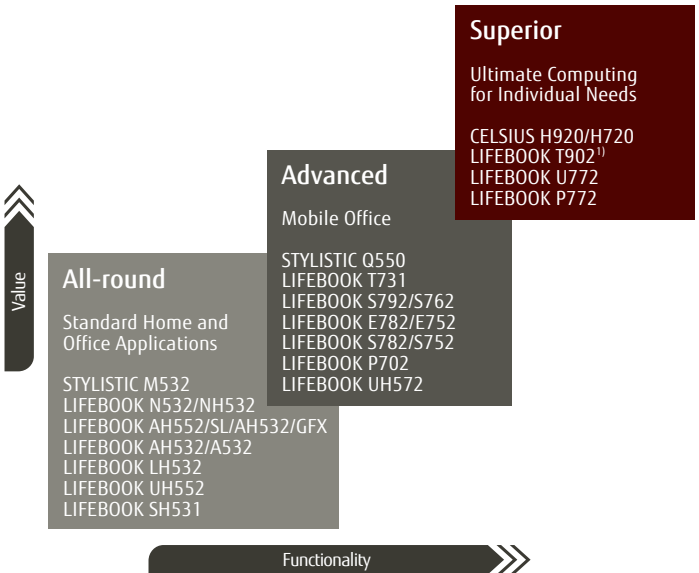 Superior
Ultimate Computing
for Individual Needs
CELSIUS H920/H720
LIFEBOOK T902¹⁾
LIFEBOOK U772
LIFEBOOK P772
Advanced
Mobile Office
STYLISTIC Q550
LIFEBOOK T731
LIFEBOOK S792/S762
LIFEBOOK E782/E752
LIFEBOOK S782/S752
LIFEBOOK P702
LIFEBOOK UH572
All-round
Standard Home and
Office Applications
STYLISTIC M532
LIFEBOOK N532/NH532
LIFEBOOK AH552/SL/AH532/GFX
LIFEBOOK AH532/A532
LIFEBOOK LH532
LIFEBOOK UH552
LIFEBOOK SH531
Value
Functionality